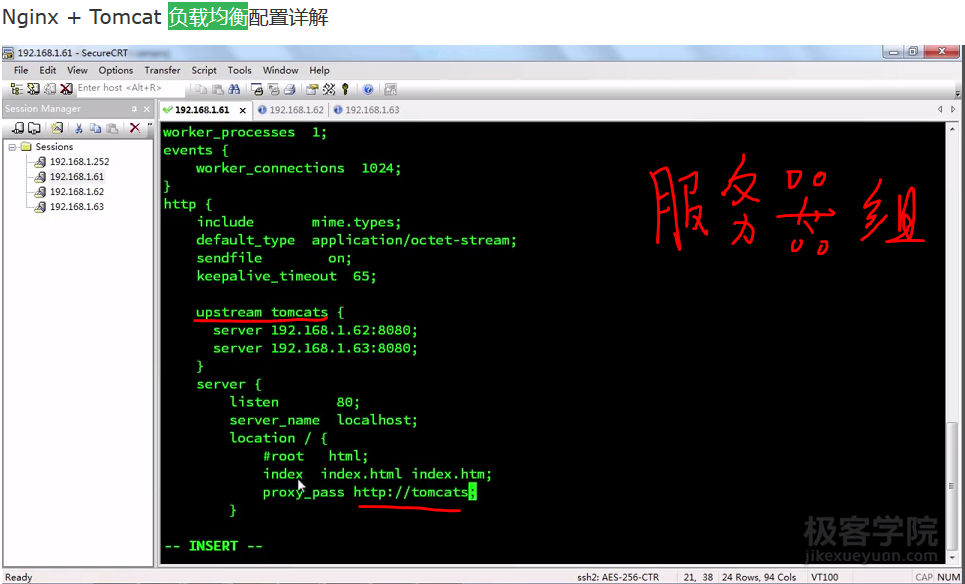 Nginx + Tomcat 负载均衡配置详解
192.168.1.61 - SecureCRT
File Edit View Options Transfer Script Tools Window Help
Enter host <Alt+R>
Session Manager
192.168.1.61 192.168.1.62 192.168.1.63
Sessions
192.168.1.252
192.168.1.61
192.168.1.62
192.168.1.63
worker_processes 1;
events {
worker_connections 1024;
}
http {
include mime.types;
default_type application/octet-stream;
sendfile on;
keepalive_timeout 65;
upstream tomcats {
server 192.168.1.62:8080;
server 192.168.1.63:8080;
}
server {
listen 80;
server_name localhost;
location / {
#root html;
index index.html index.htm;
proxy_pass http://tomcats;
}
-- INSERT --
服务器组
极客学院
jikexueyuan.com
Ready ssh2: AES-256-CTR 21, 38 24 Rows, 94 Cols VT100 CAP NUM